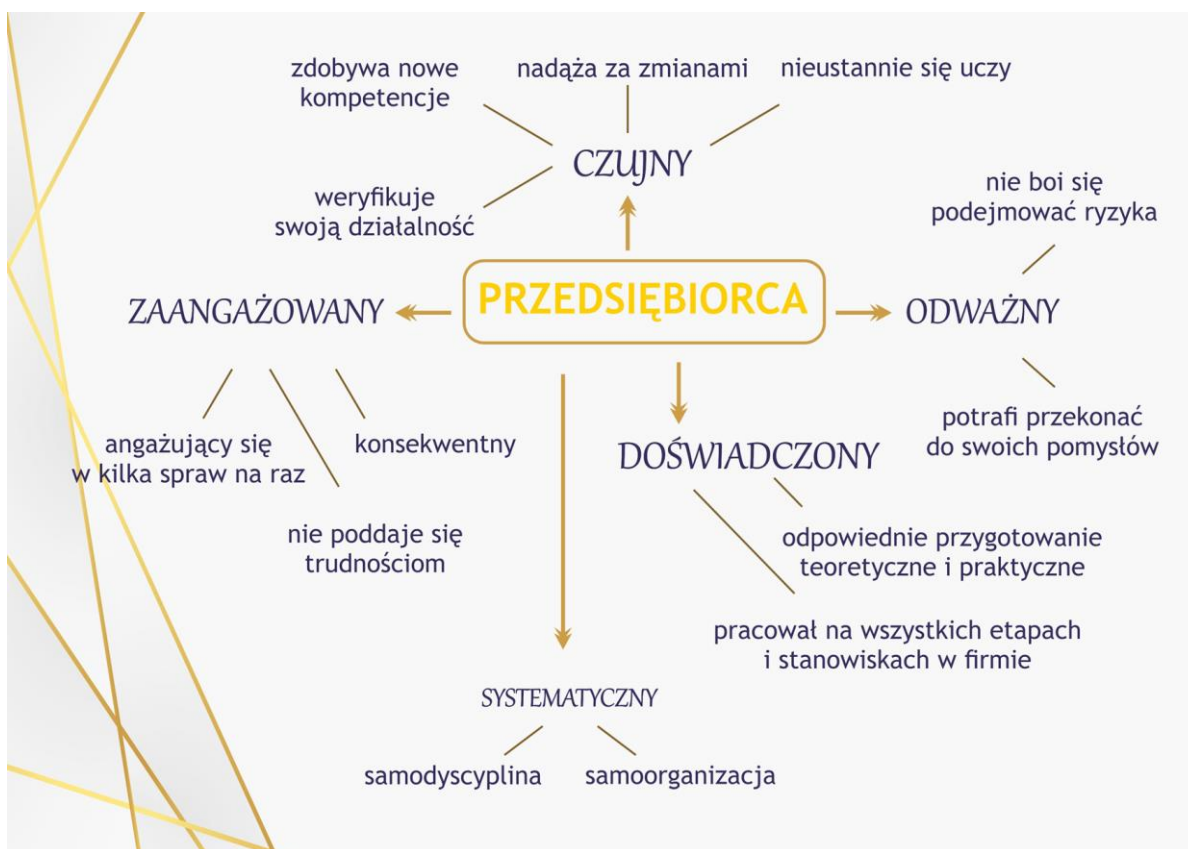 zdobywa nowe
kompetencje
nadąża za zmianami
nieustannie się uczy
CZUJNY
weryfikuje
swoją działalność
nie boi się
podejmować ryzyka
PRZEDSIĘBIORCA
ZAANGAŻOWANY
ODWAŻNY
angażujący się
w kilka spraw na raz
konsekwentny
nie poddaje się
trudnościom
potrafi przekonać
do swoich pomysłów
DOŚWIADCZONY
odpowiednie przygotowanie
teoretyczne i praktyczne
pracował na wszystkich etapach
i stanowiskach w firmie
SYSTEMATYCZNY
samodyscyplina
samoorganizacja